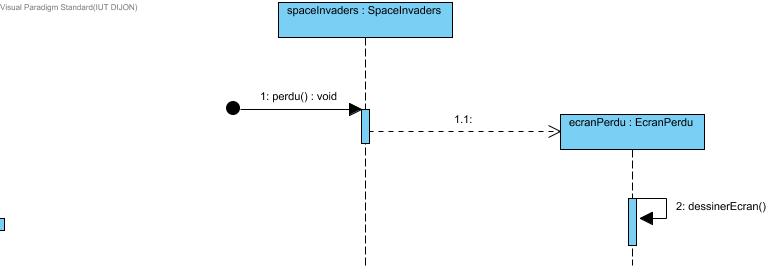 Visual Paradigm Standard(IUT DIJON)
spaceInvaders : SpaceInvaders
1: perdu() : void
1.1:
ecranPerdu : EcranPerdu
2: dessinerEcran()